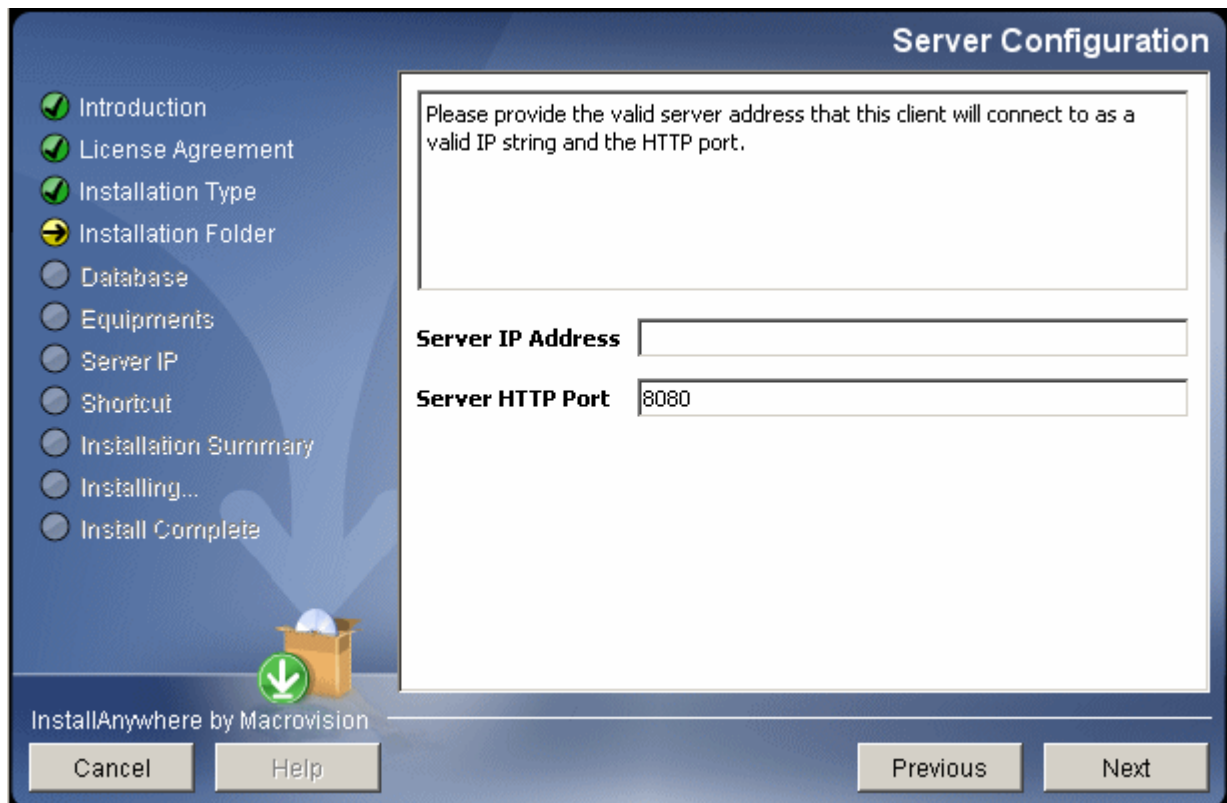 Server Configuration
Introduction
License Agreement
Installation Type
Installation Folder
Database
Equipments
Server IP
Shortcut
Installation Summary
Installing...
Install Complete
Please provide the valid server address that this client will connect to as a
valid IP string and the HTTP port.
Server IP Address
Server HTTP Port 8080
InstallAnywhere by Macrovision
Cancel Help Previous Next